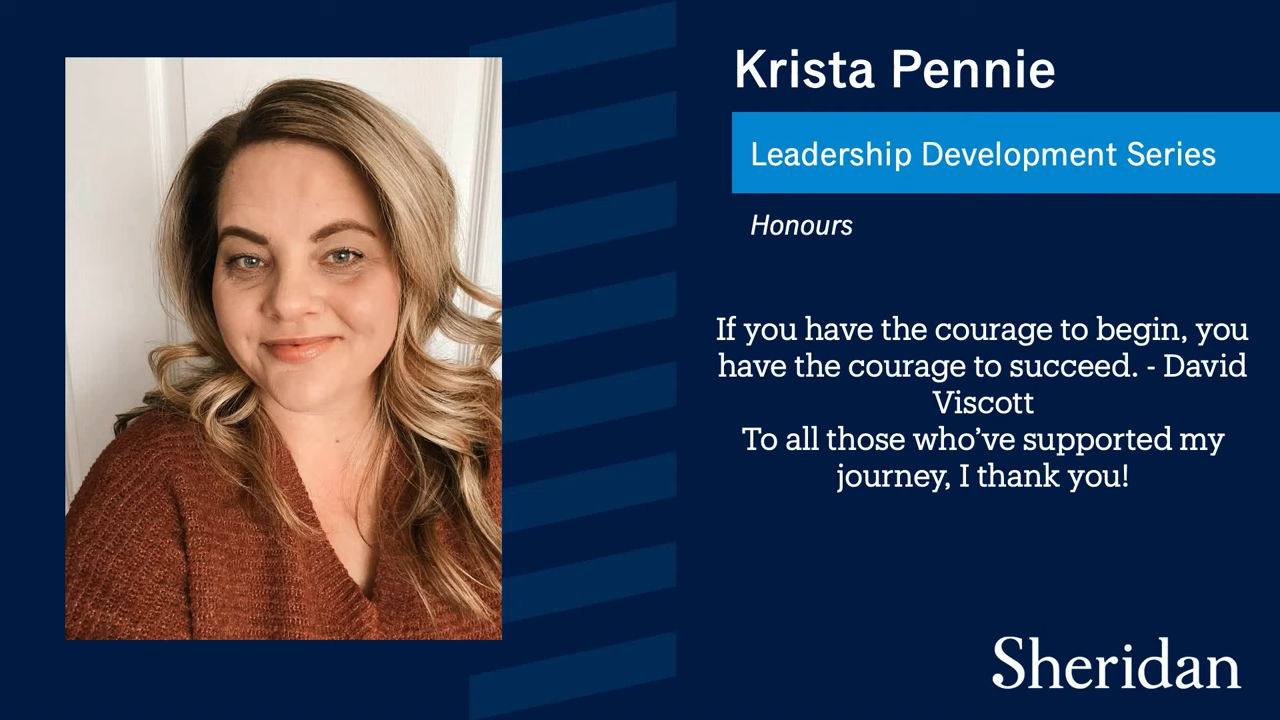 Krista Pennie
Leadership Development Series
Honours
If you have the courage to begin, you
have the courage to succeed. - David
Viscott
To all those who’ve supported my
journey, I thank you!
Sheridan